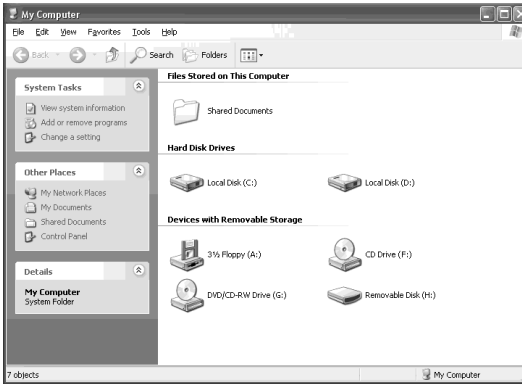 My Computer
File Edit View Favorites Tools Help
Back Search Folders
System Tasks
View system information
Add or remove programs
Change a setting
Other Places
My Network Places
My Documents
Shared Documents
Control Panel
Details
My Computer
System Folder
Files Stored on This Computer
Shared Documents
Hard Disk Drives
Local Disk (C:) Local Disk (D:)
Devices with Removable Storage
3½ Floppy (A:) CD Drive (F:)
DVD/CD-RW Drive (G:) Removable Disk (H:)
7 objects My Computer